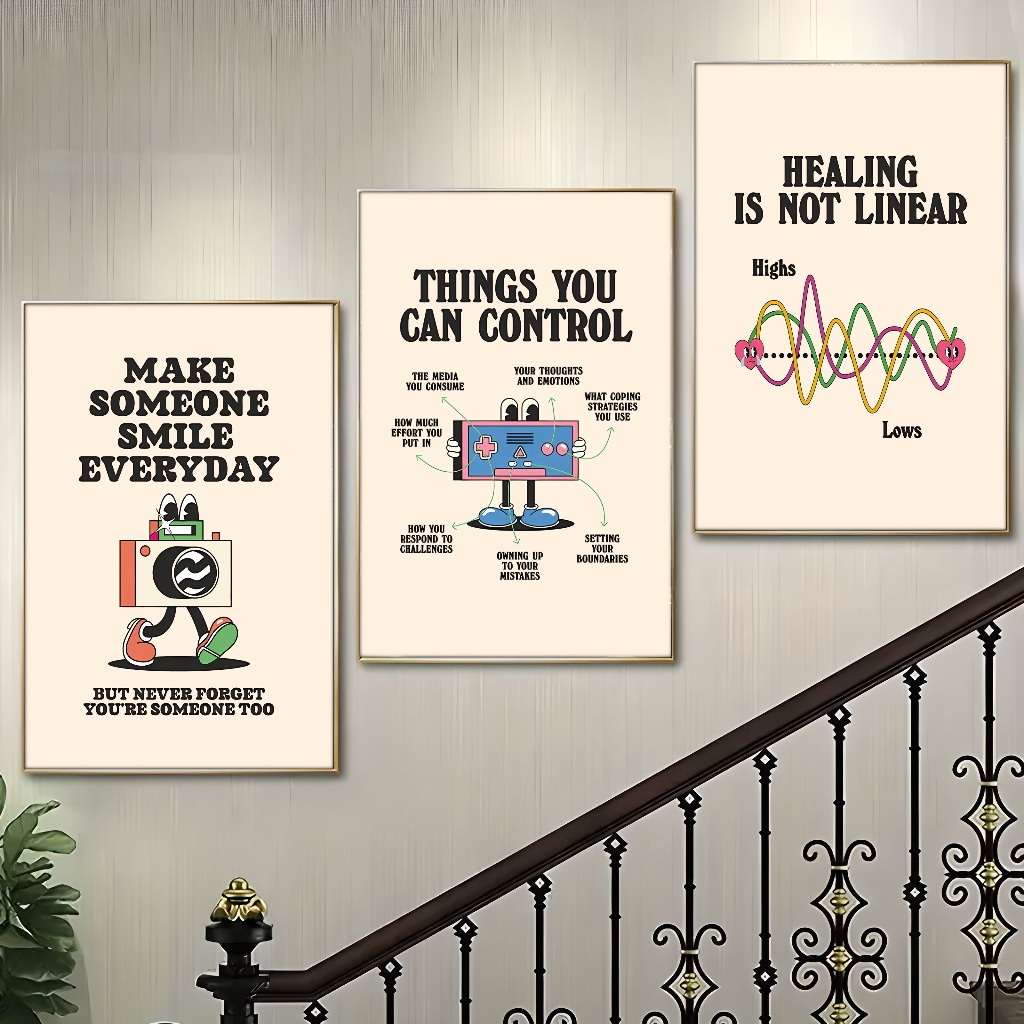 MAKE
SOMEONE
SMILE
EVERYDAY
BUT NEVER FORGET
YOU'RE SOMEONE TOO
THINGS YOU
CAN CONTROL
THE MEDIA
YOU CONSUME
YOUR THOUGHTS
AND EMOTIONS
WHAT COPING
STRATEGIES
YOU USE
HOW MUCH
EFFORT YOU
PUT IN
HOW YOU
RESPOND TO
CHALLENGES
OWNING UP
TO YOUR
MISTAKES
SETTING
YOUR
BOUNDARIES
HEALING
IS NOT LINEAR
Highs
Lows